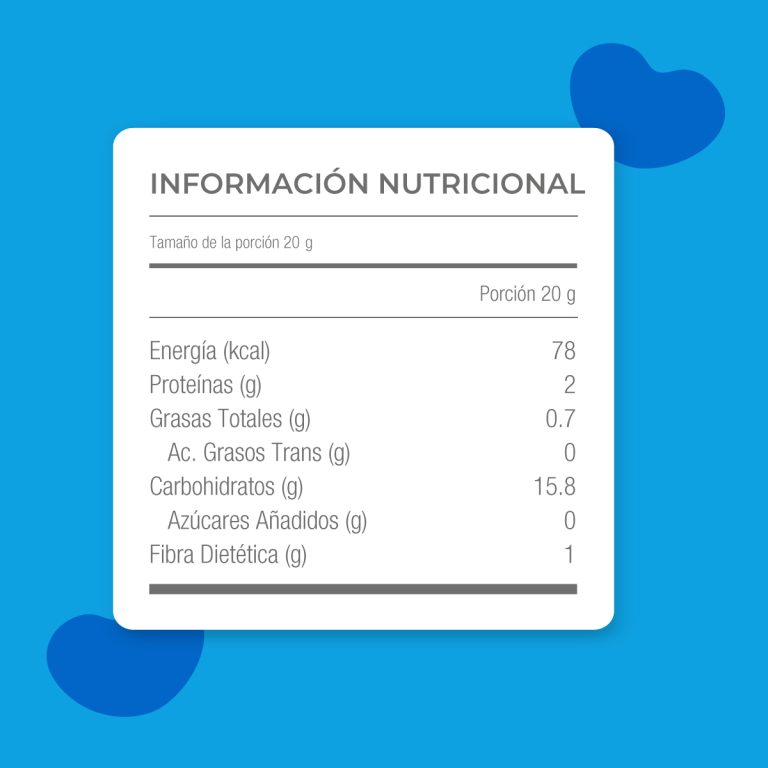 INFORMACIÓN NUTRICIONAL
Tamaño de la porción 20 g
Porción 20 g
Energía (kcal) 78
Proteínas (g) 2
Grasas Totales (g) 0.7
Ac. Grasos Trans (g) 0
Carbohidratos (g) 15.8
Azúcares Añadidos (g) 0
Fibra Dietética (g) 1